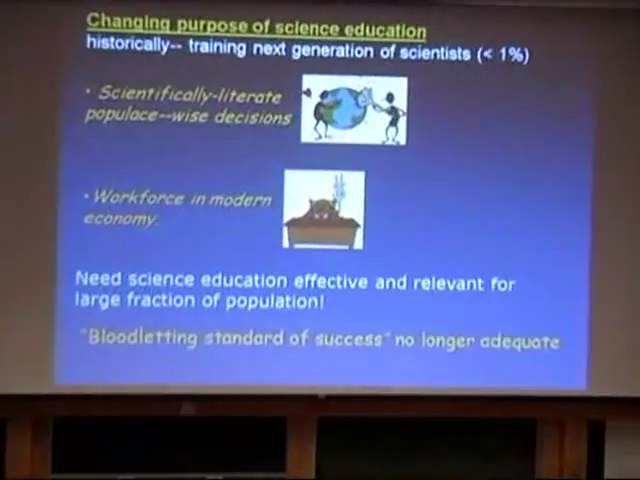 Changing purpose of science education
historically-- training next generation of scientists (< 1%)
• Scientifically-literate
populace--wise decisions
• Workforce in modern
economy.
Need science education effective and relevant for
large fraction of population!
"Bloodletting standard of success" no longer adequate